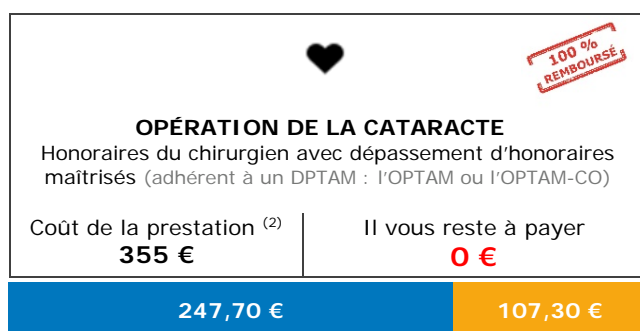 100 %
REMBOURSÉ
OPÉRATION DE LA CATARACTE
Honoraires du chirurgien avec dépassement d’honoraires
maîtrisés (adhérent à un DPTAM : l’OPTAM ou l’OPTAM-CO)
Coût de la prestation (2)
355 €
Il vous reste à payer
0 €
247,70 €
107,30 €